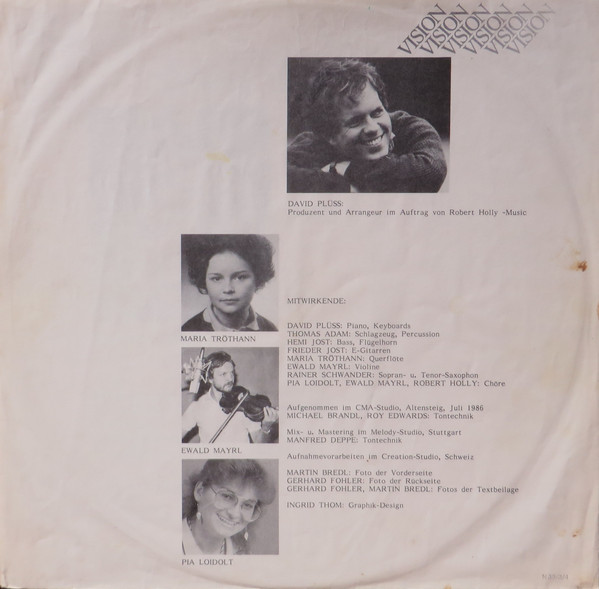 VISION
VISION
VISION
VISION
VISION
VISION
DAVID PLÜSS:
Produzent und Arrangeur im Auftrag von Robert Holly -Music
MARIA TRÖTHANN
MITWIRKENDE:
DAVID PLÜSS: Piano, Keyboards
THOMAS ADAM: Schlagzeug, Percussion
HEMI JOST: Bass, Flügelhorn
FRIEDER JOST: E-Gitarren
MARIA TRÖTHANN: Querflöte
EWALD MAYRL: Violine
RAINER SCHWANDER: Sopran- u. Tenor-Saxophon
PIA LOIDOLT, EWALD MAYRL, ROBERT HOLLY: Chöre
Aufgenommen im CMA-Studio, Altensteig, Juli 1986
MICHAEL BRANDL, ROY EDWARDS: Tontechnik
Mix- u. Mastering im Melody-Studio, Stuttgart
MANFRED DEPPE: Tontechnik
EWALD MAYRL
Aufnahmevorarbeiten im Creation-Studio, Schweiz
MARTIN BREDL: Foto der Vorderseite
GERHARD FOHLER: Foto der Rückseite
GERHARD FOHLER, MARTIN BREDL: Fotos der Textbeilage
INGRID THOM: Graphik-Design
PIA LOIDOLT